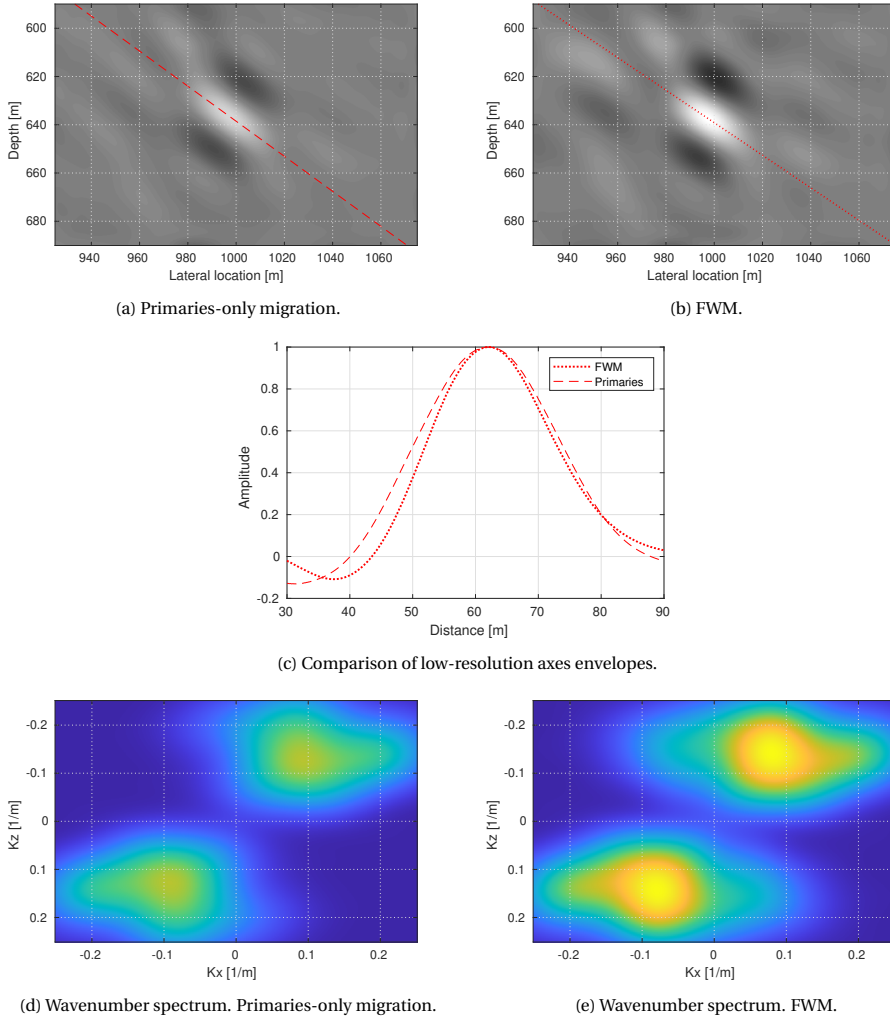 600
620
640
660
680
Depth [m]
940 960 980 1000 1020 1040 1060
Lateral location [m]
(a) Primaries-only migration.
600
620
640
660
680
Depth [m]
940 960 980 1000 1020 1040 1060
Lateral location [m]
(b) FWM.
1
0.8
0.6
0.4
0.2
0
-0.2
Amplitude
FWM
Primaries
30 40 50 60 70 80 90
Distance [m]
(c) Comparison of low-resolution axes envelopes.
-0.2
-0.1
0
0.1
0.2
Kz [1/m]
-0.2 -0.1 0 0.1 0.2
Kx [1/m]
(d) Wavenumber spectrum. Primaries-only migration.
-0.2
-0.1
0
0.1
0.2
Kz [1/m]
-0.2 -0.1 0 0.1 0.2
Kx [1/m]
(e) Wavenumber spectrum. FWM.